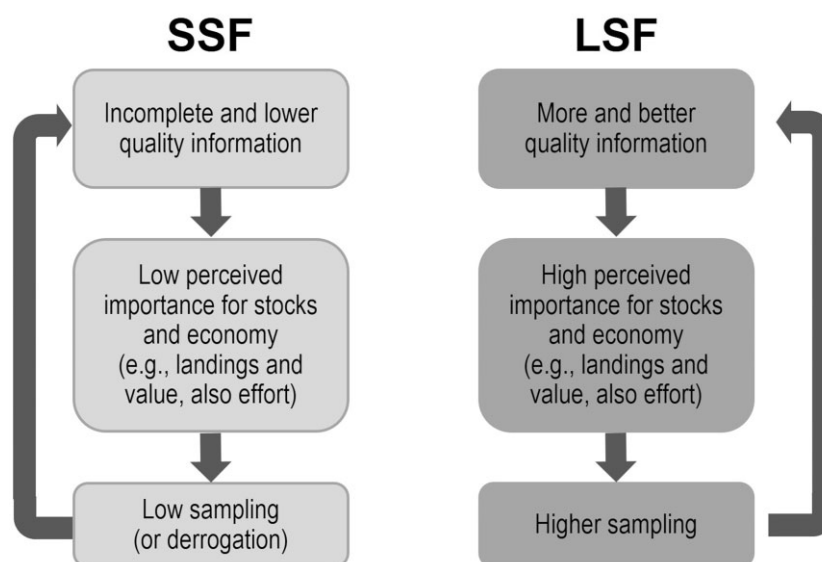 SSF
Incomplete and lower
quality information
Low perceived
importance for stocks
and economy
(e.g., landings and
value, also effort)
Low sampling
(or derrogation)
LSF
More and better
quality information
High perceived
importance for stocks
and economy
(e.g., landings and
value, also effort)
Higher sampling